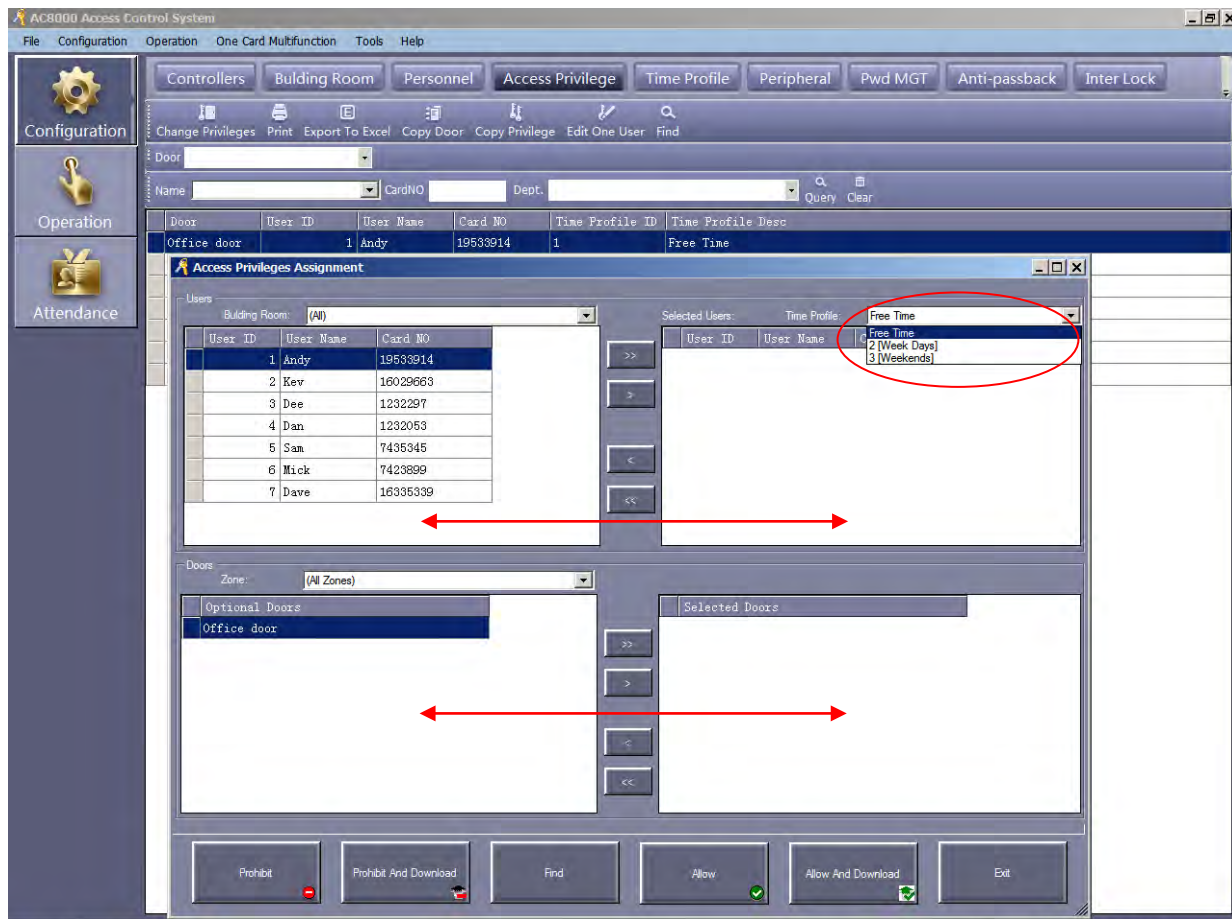 AC8000 Access Control System
File Configuration Operation One Card Multifunction Tools Help
Controllers Bulding Room Personnel Access Privilege Time Profile Peripheral Pwd MGT Anti-passback Inter Lock
Configuration
Change Privileges Print Export To Excel Copy Door Copy Privilege Edit One User Find
Door
Name CardNO Dept. Query Clear
Operation
Door User ID User Name Card NO Time Profile ID Time Profile Desc
Office door 1 Andy 19533914 1 Free Time
Access Privileges Assignment
Attendance
Users
Bulding Room: (All) Selected Users: Time Profile: Free Time
User ID User Name Card NO >> User ID User Name Free Time
2 [Week Days]
3 [Weekends]
1 Andy 19533914
2 Kev 16029663 >
3 Dee 1232297
4 Dan 1232053
5 Sam 7435345 <
6 Mick 7423899
7 Dave 16335339 <<
Doors
Zone: (All Zones)
Optional Doors Selected Doors
Office door
>>
>
<
<<
Prohibit Prohibit And Download Find Allow Allow And Download Exit